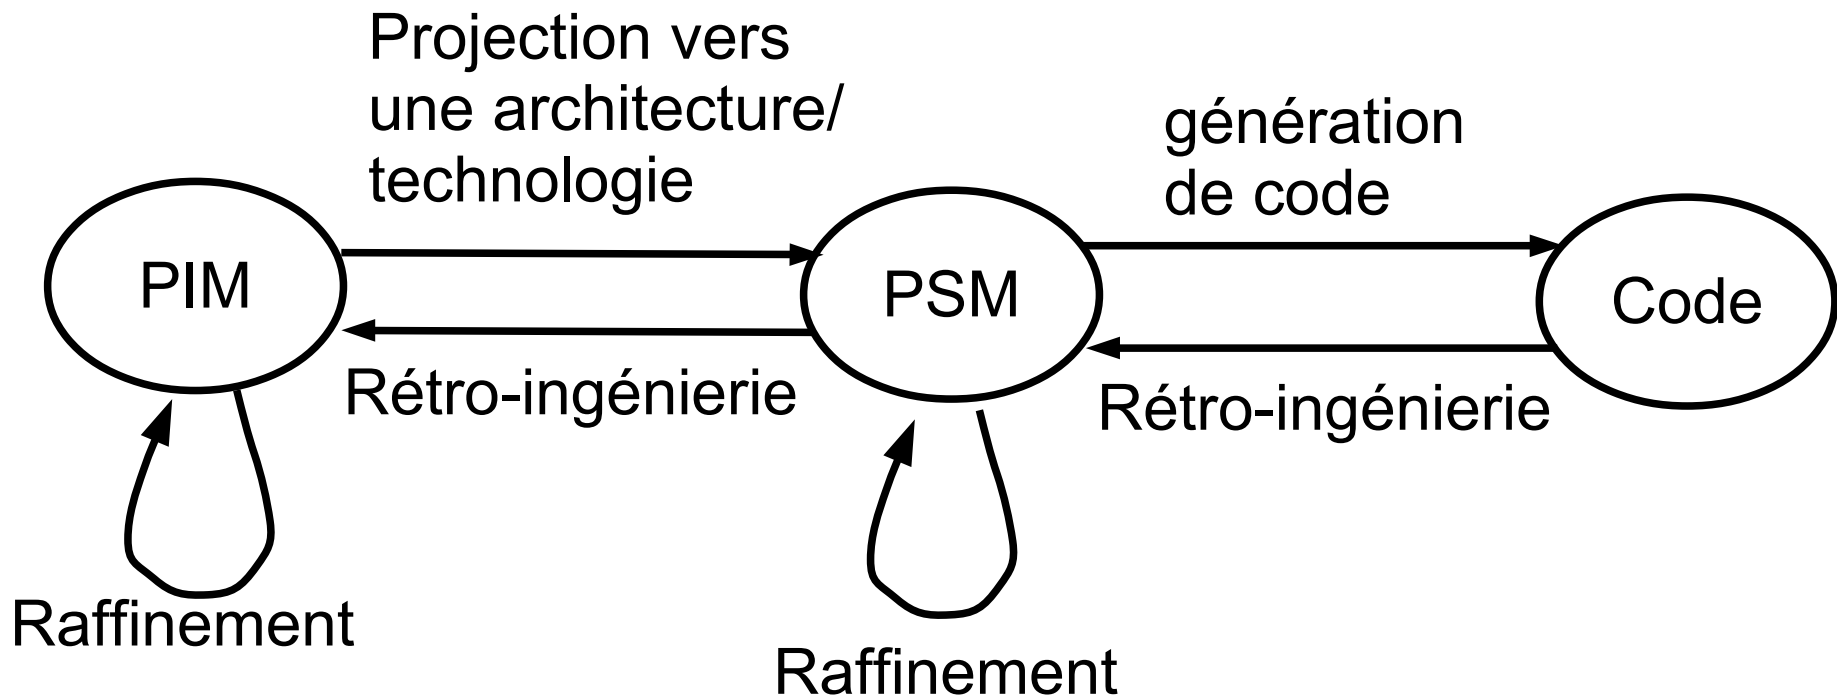 Projection vers
une architecture/
technologie
génération
de code
PIM
PSM
Code
Rétro-ingénierie
Rétro-ingénierie
Raffinement
Raffinement